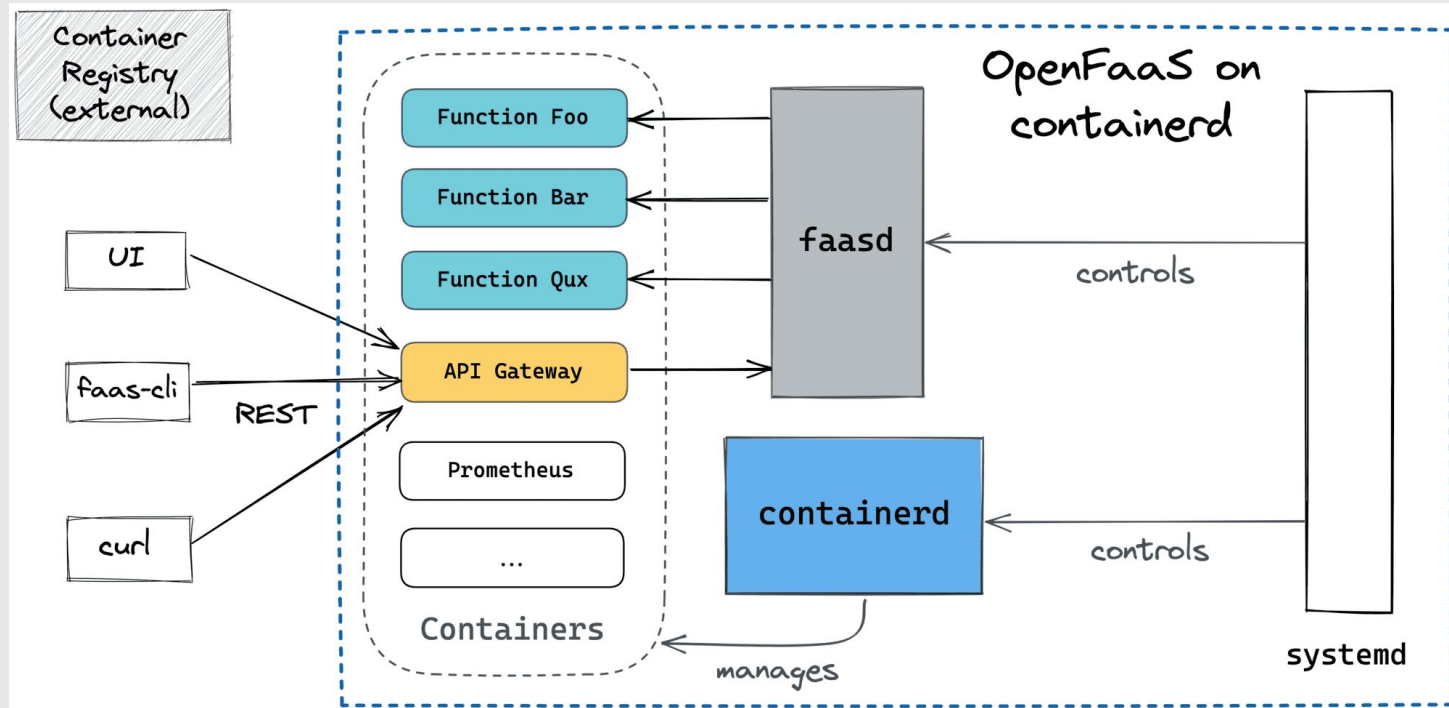 Container
Registry
(external)
OpenFaaS on
containerd
Function Foo
Function Bar
Function Qux
faasd
controls
UI
API Gateway
faas-cli
REST
Prometheus
containerd
controls
curl
...
Containers
manages
systemd